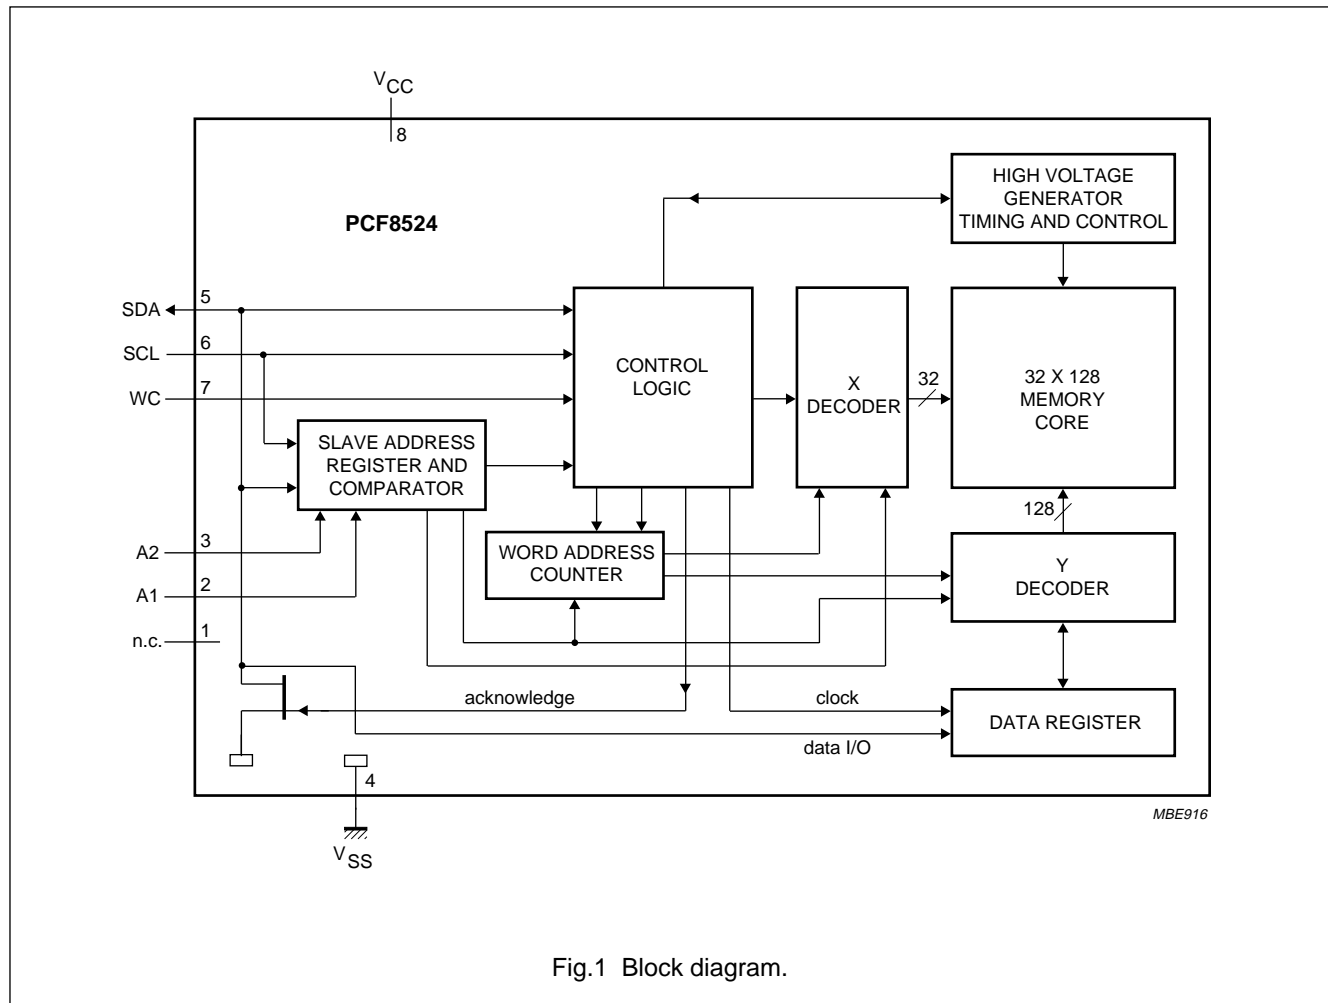 VCC
8
HIGH VOLTAGE
GENERATOR
TIMING AND CONTROL
PCF8524
SDA
5
SCL
6
WC
7
CONTROL
LOGIC
X
DECODER
32
32 X 128
MEMORY
CORE
SLAVE ADDRESS
REGISTER AND
COMPARATOR
128
A2
3
A1
2
n.c.
1
WORD ADDRESS
COUNTER
Y
DECODER
acknowledge
clock
data I/O
DATA REGISTER
4
VSS
MBE916
Fig.1 Block diagram.